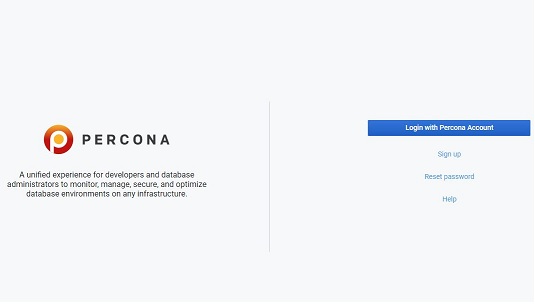 PERCONA
A unified experience for developers and database
administrators to monitor, manage, secure, and optimize
database environments on any infrastructure.
Login with Percona Account
Sign up
Reset password
Help